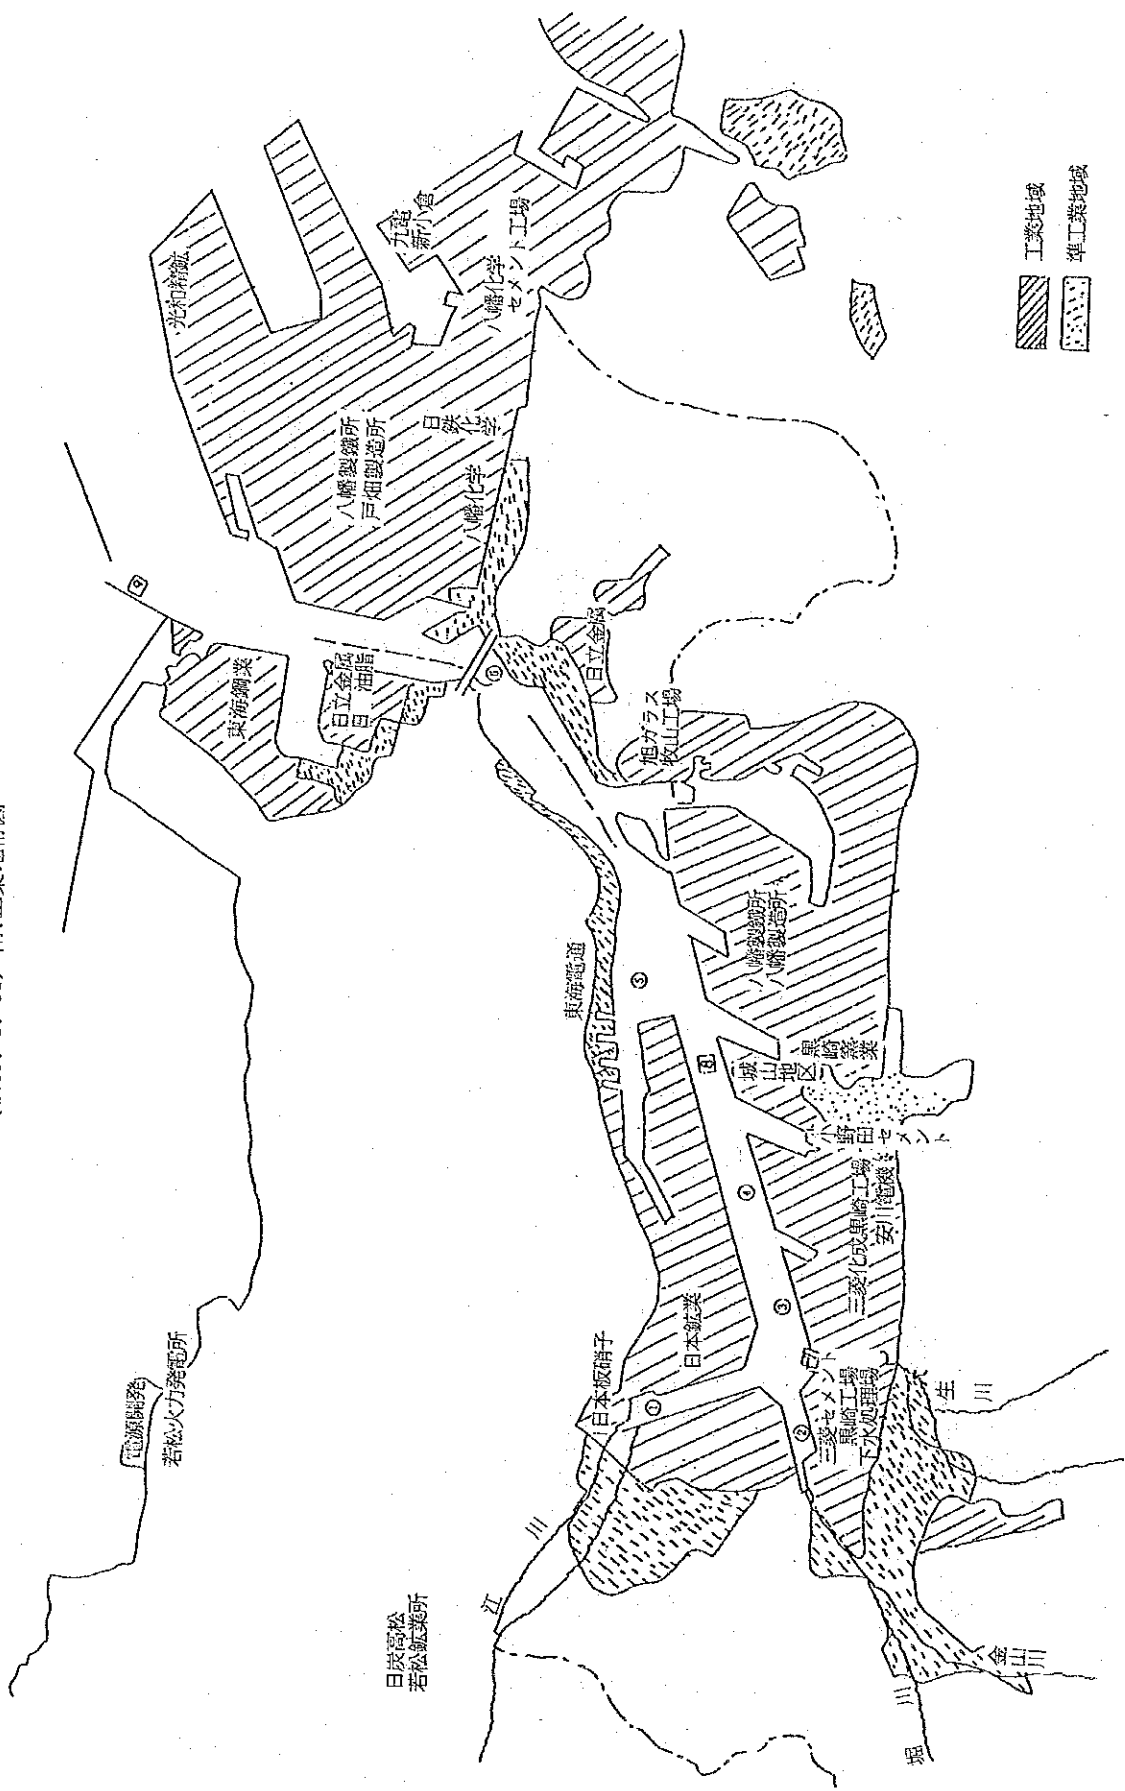 光和精鉱
九電
新小倉
八幡化学
セメント工場
八幡製鐵所
戸畑製造所
日鉄
化学
八幡化学
東海鋼業
日立金属
日油脂
日立金属
旭ガラス
牧山工場
八幡製鐵所
八幡製造所
東海電通
城山地区
黒崎窯業
小野田セメント
三菱化成黒崎工場
安川電機
日本鉱業
日本板硝子
三菱セメント
黒崎工場
下水処理場
電源開発
若松火力発電所
日炭高松
若松鉱業所
江川
生川
金山川
堀川
①
②
③
④
⑤
⑥
工業地域
準工業地域